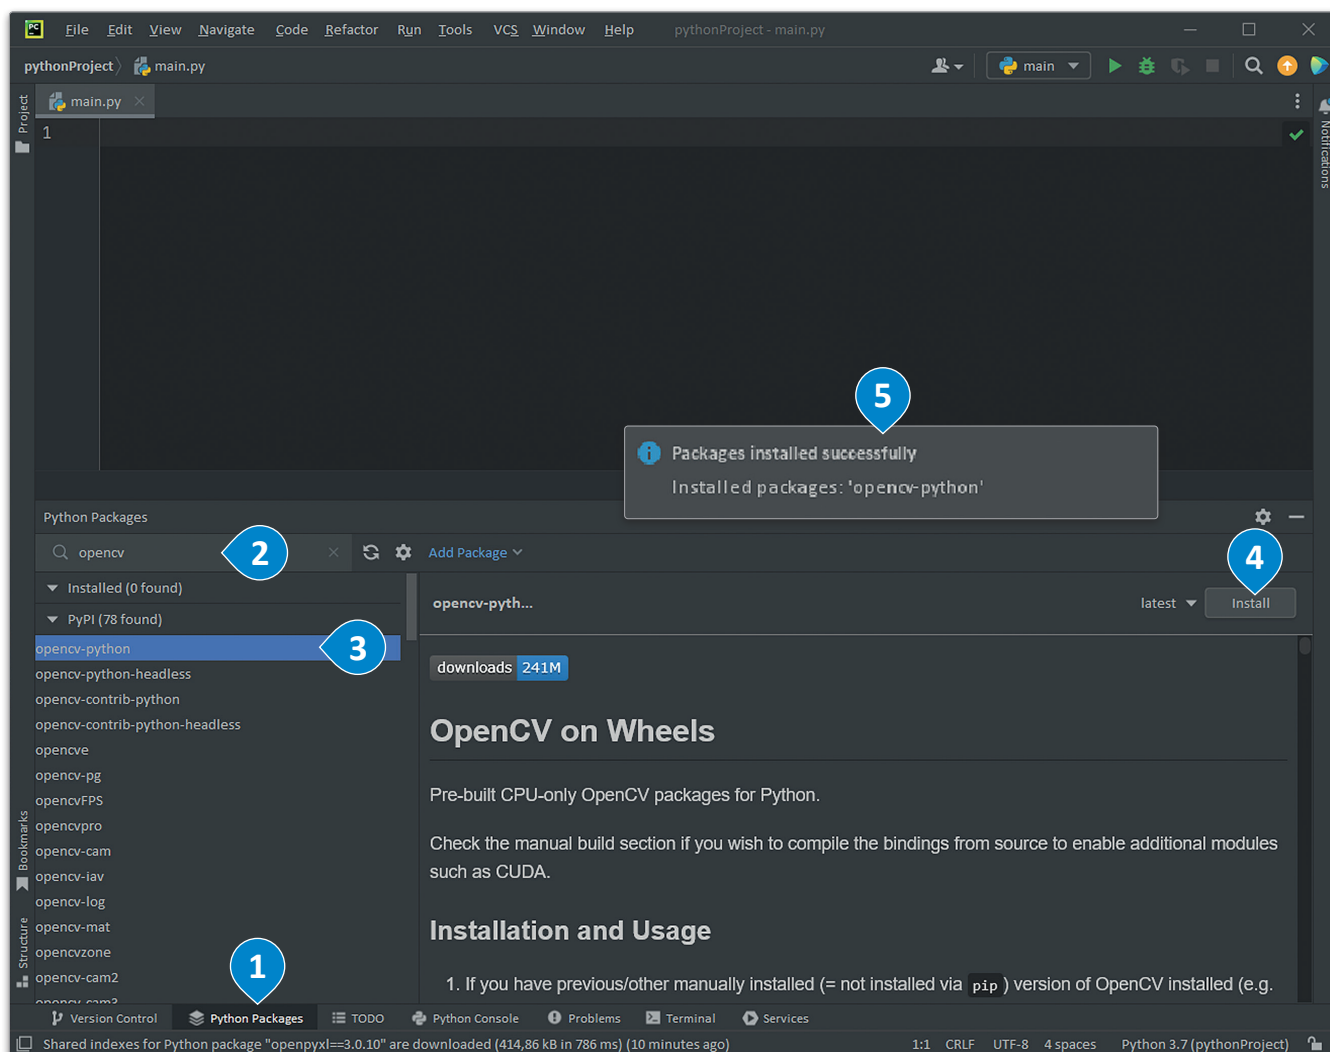 PC File Edit View Navigate Code Refactor Run Tools VCS Window Help pythonProject - main.py
pythonProject main.py main
Project
main.py
1
Notifications
5
Packages installed successfully
Installed packages: 'opencv-python'
Python Packages
opencv 2 Add Package
4
Installed (0 found)
opencv-pyth... latest Install
PyPI (78 found)
opencv-python 3
opencv-python-headless
opencv-contrib-python
opencv-contrib-python-headless
opencve
opencv-pg
opencvFPS
opencvpro
opencv-cam
opencv-iav
opencv-log
opencv-mat
opencvzone
opencv-cam2
opencv-cam3
downloads 241M
OpenCV on Wheels
Pre-built CPU-only OpenCV packages for Python.
Check the manual build section if you wish to compile the bindings from source to enable additional modules
such as CUDA.
Installation and Usage
1. If you have previous/other manually installed (= not installed via pip ) version of OpenCV installed (e.g.
Bookmarks
Structure
1
Version Control Python Packages TODO Python Console Problems Terminal Services
Shared indexes for Python package "openpyxl==3.0.10" are downloaded (414,86 kB in 786 ms) (10 minutes ago) 1:1 CRLF UTF-8 4 spaces Python 3.7 (pythonProject)